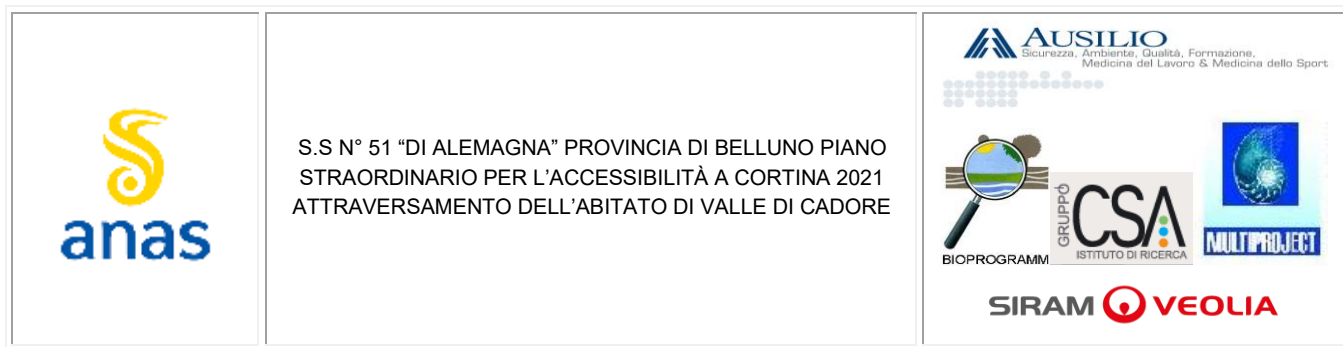 anas
S.S N° 51 “DI ALEMAGNA” PROVINCIA DI BELLUNO PIANO
STRAORDINARIO PER L’ACCESSIBILITÀ A CORTINA 2021
ATTRAVERSAMENTO DELL’ABITATO DI VALLE DI CADORE
AUSILIO
Sicurezza, Ambiente, Qualità, Formazione,
Medicina del Lavoro & Medicina dello Sport
BIOPROGRAMM
GRUPPO
CSA
ISTITUTO DI RICERCA
MULTIPROJECT
SIRAM VEOLIA